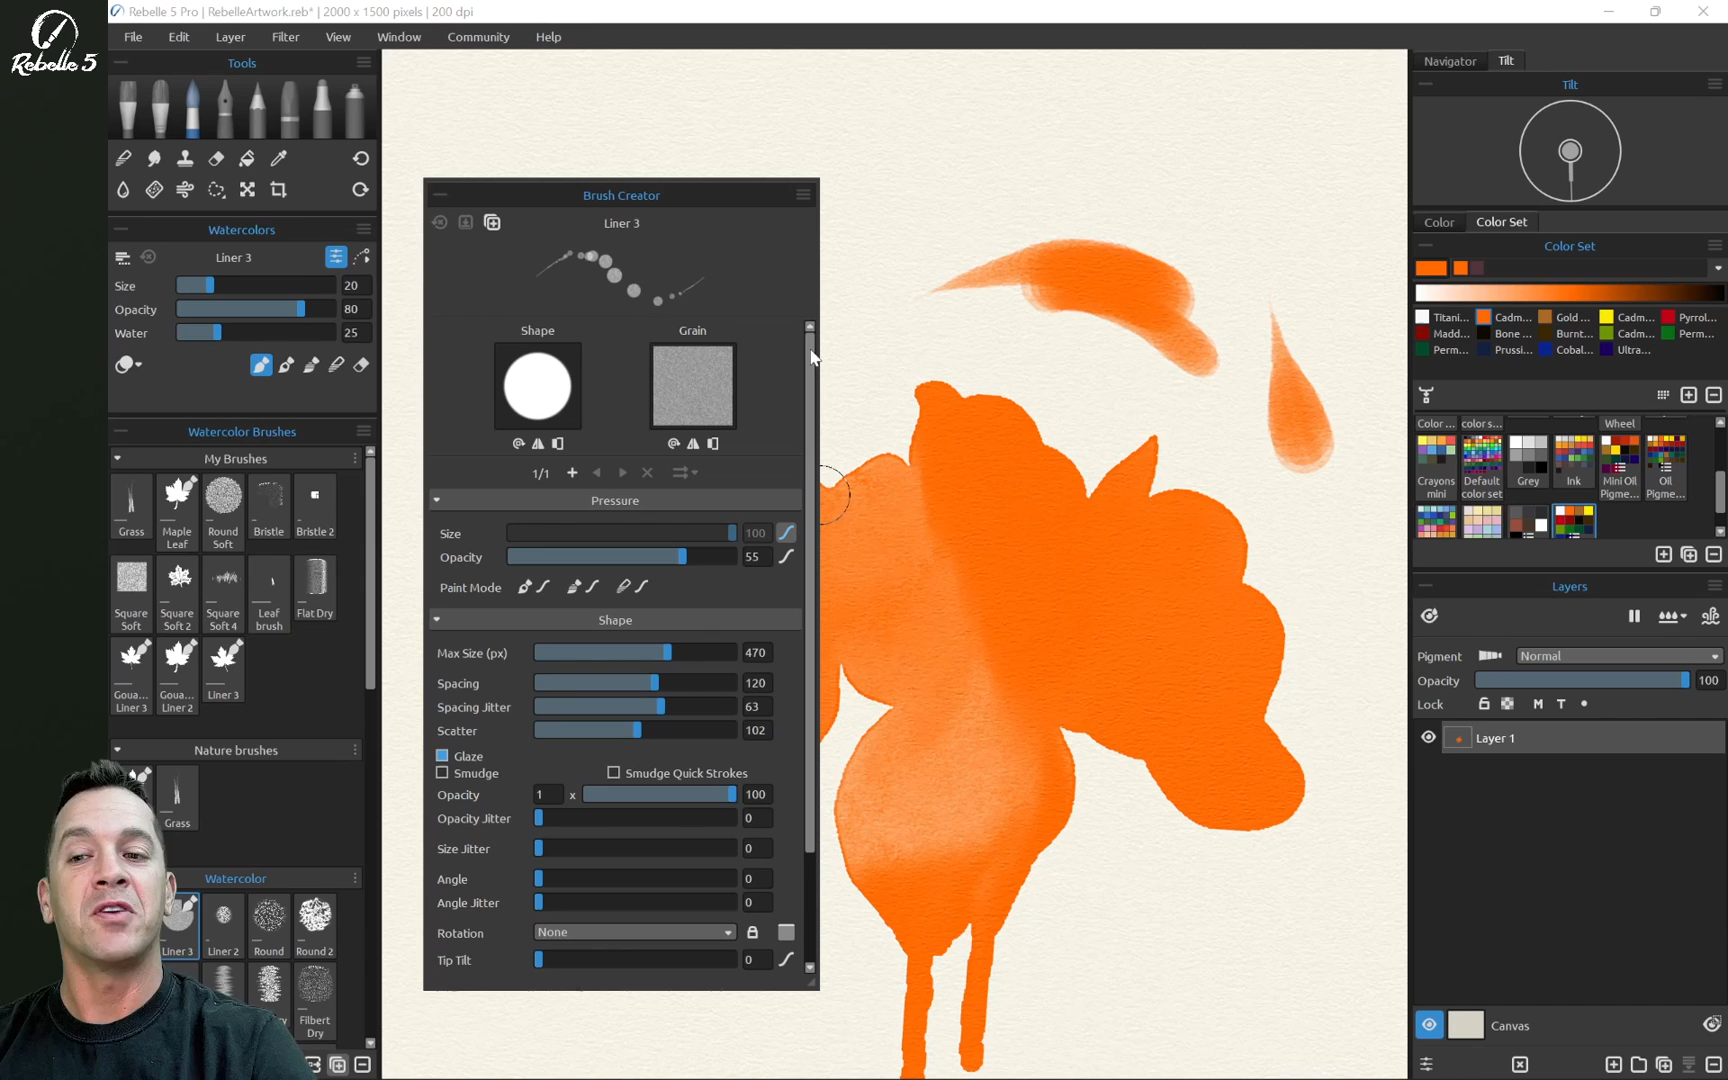 Rebelle 5
Rebelle 5 Pro | RebelleArtwork.reb* | 2000 x 1500 pixels | 200 dpi
File Edit Layer Filter View Window Community Help
Tools
Watercolors
Liner 3
Size 20
Opacity 80
Water 25
Watercolor Brushes
My Brushes
Grass Maple Leaf Round Soft Bristle Bristle 2
Square Soft Square Soft 2 Square Soft 4 Leaf brush Flat Dry
Goua... Liner 3 Goua... Liner 2 Liner 3
Nature brushes
Grass
Watercolor
Liner 3 Liner 2 Round Round 2
Filbert Dry
Brush Creator
Liner 3
Shape Grain
1/1
Pressure
Size 100
Opacity 55
Paint Mode
Shape
Max Size (px) 470
Spacing 120
Spacing Jitter 63
Scatter 102
Glaze
Smudge Smudge Quick Strokes
Opacity 1 x 100
Opacity Jitter 0
Size Jitter 0
Angle 0
Angle Jitter 0
Rotation None
Tip Tilt 0
Navigator Tilt
Tilt
Color Color Set
Color Set
Titani... Cadm... Gold ... Cadm... Pyrrol...
Madd... Bone ... Burnt... Cadm... Perm...
Perm... Prussi... Cobal... Ultra...
Color ... color s... Wheel
Crayons mini Default color set Grey Ink Mini Oil Pigme... Oil Pigme...
Layers
Pigment Normal
Opacity 100
Lock M T
Layer 1
Canvas